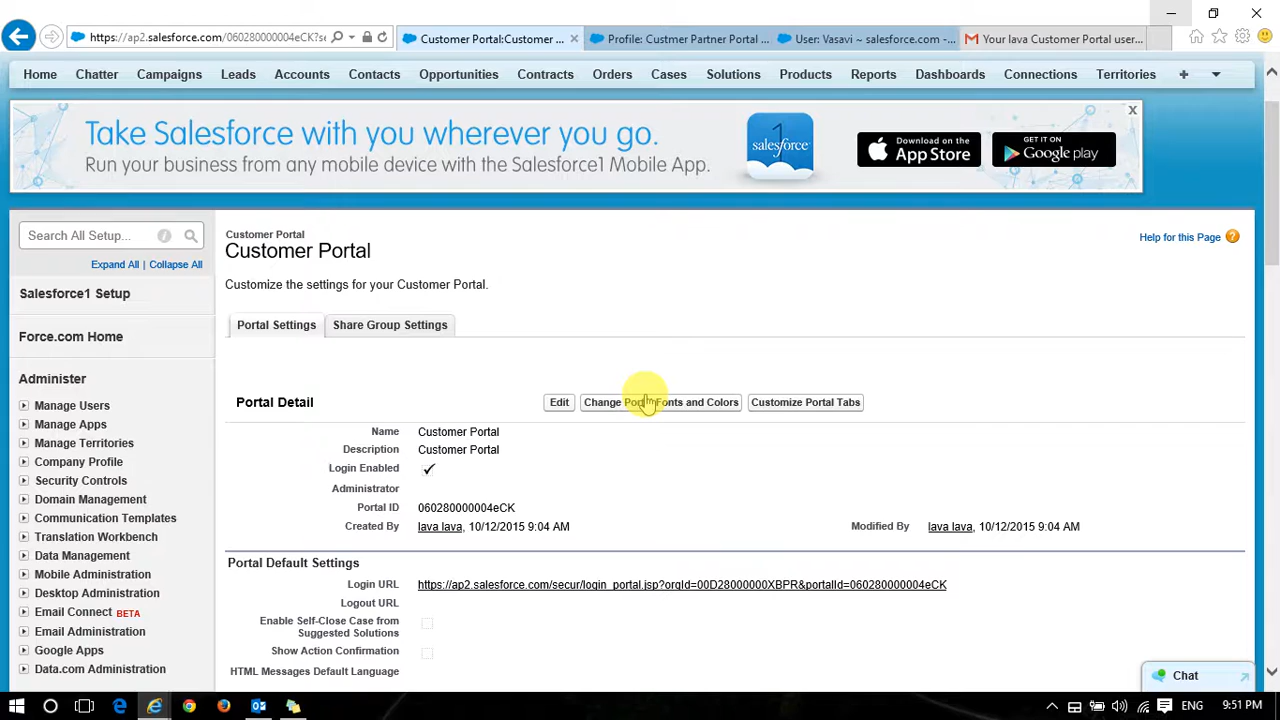 https://ap2.salesforce.com/060280000004eCK?se
Customer Portal:Customer ...
Profile: Custmer Partner Portal ...
User: Vasavi ~ salesforce.com -...
Your lava Customer Portal user...
Home
Chatter
Campaigns
Leads
Accounts
Contacts
Opportunities
Contracts
Orders
Cases
Solutions
Products
Reports
Dashboards
Connections
Territories
Take Salesforce with you wherever you go.
Run your business from any mobile device with the Salesforce1 Mobile App.
1
salesforce
Download on the
App Store
GET IT ON
Google play
X
Search All Setup...
Expand All | Collapse All
Salesforce1 Setup
Force.com Home
Administer
Manage Users
Manage Apps
Manage Territories
Company Profile
Security Controls
Domain Management
Communication Templates
Translation Workbench
Data Management
Mobile Administration
Desktop Administration
Email Connect BETA
Email Administration
Google Apps
Data.com Administration
Customer Portal
Customer Portal
Help for this Page
Customize the settings for your Customer Portal.
Portal Settings
Share Group Settings
Portal Detail
Edit
Change Portal Fonts and Colors
Customize Portal Tabs
Name Customer Portal
Description Customer Portal
Login Enabled
Administrator
Portal ID 060280000004eCK
Created By lava lava, 10/12/2015 9:04 AM
Modified By lava lava, 10/12/2015 9:04 AM
Portal Default Settings
Login URL https://ap2.salesforce.com/secur/login_portal.jsp?orgId=00D28000000XBPR&portalId=060280000004eCK
Logout URL
Enable Self-Close Case from
Suggested Solutions
Show Action Confirmation
HTML Messages Default Language
Chat
ENG
9:51 PM